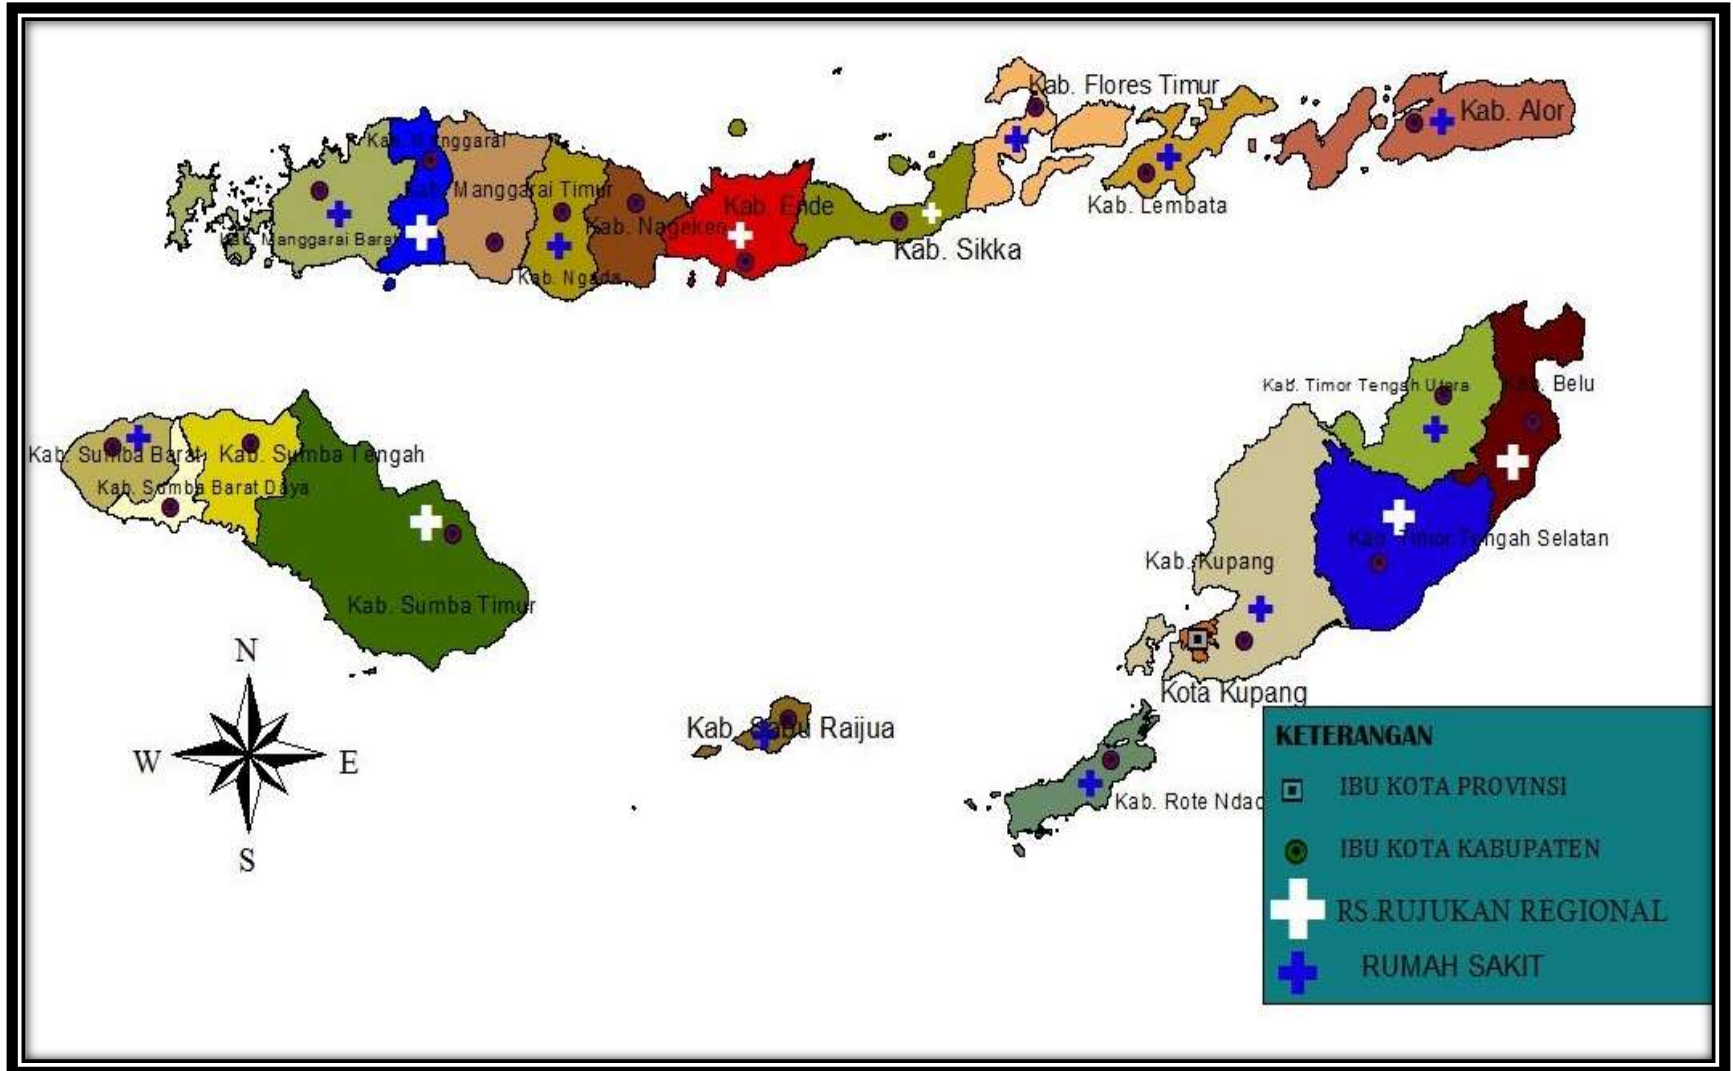 Kab. Flores Timur
Kab. Alor
Kab. Manggarai
Kab. Manggarai Timur
Kab. Ende
Kab. Lembata
Kab. Nagekeo
Kab. Manggarai Barat
Kab. Sikka
Kab. Ngada
Kab. Timor Tengah Utara
Kab. Belu
Kab. Sumba Barat
Kab. Sumba Tengah
Kab. Sumba Barat Daya
Kab. Timor Tengah Selatan
Kab. Kupang
Kab. Sumba Timur
N
W
E
S
Kota Kupang
Kab. Sabu Raijua
Kab. Rote Ndao
KETERANGAN
IBU KOTA PROVINSI
IBU KOTA KABUPATEN
RS.RUJUKAN REGIONAL
RUMAH SAKIT